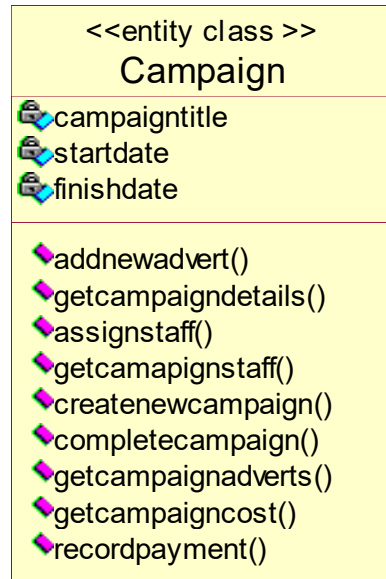 <<entity class >>
Campaign
campaigntitle
startdate
finishdate
addnewadvert()
getcampaigndetails()
assignstaff()
getcamapignstaff()
createnewcampaign()
completecampaign()
getcampaignadverts()
getcampaigncost()
recordpayment()